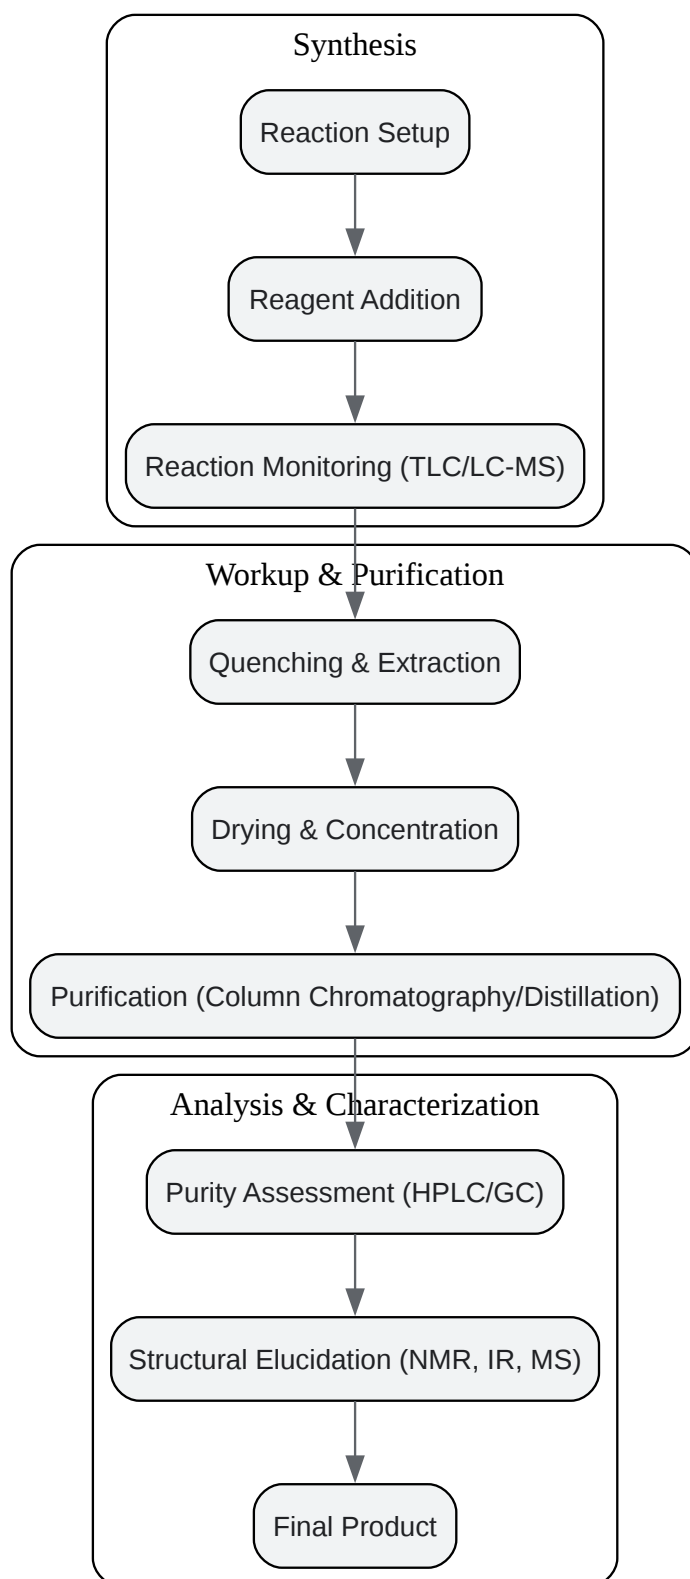 Synthesis
Reaction Setup
Reagent Addition
Reaction Monitoring (TLC/LC-MS)
Workup & Purification
Quenching & Extraction
Drying & Concentration
Purification (Column Chromatography/Distillation)
Analysis & Characterization
Purity Assessment (HPLC/GC)
Structural Elucidation (NMR, IR, MS)
Final Product